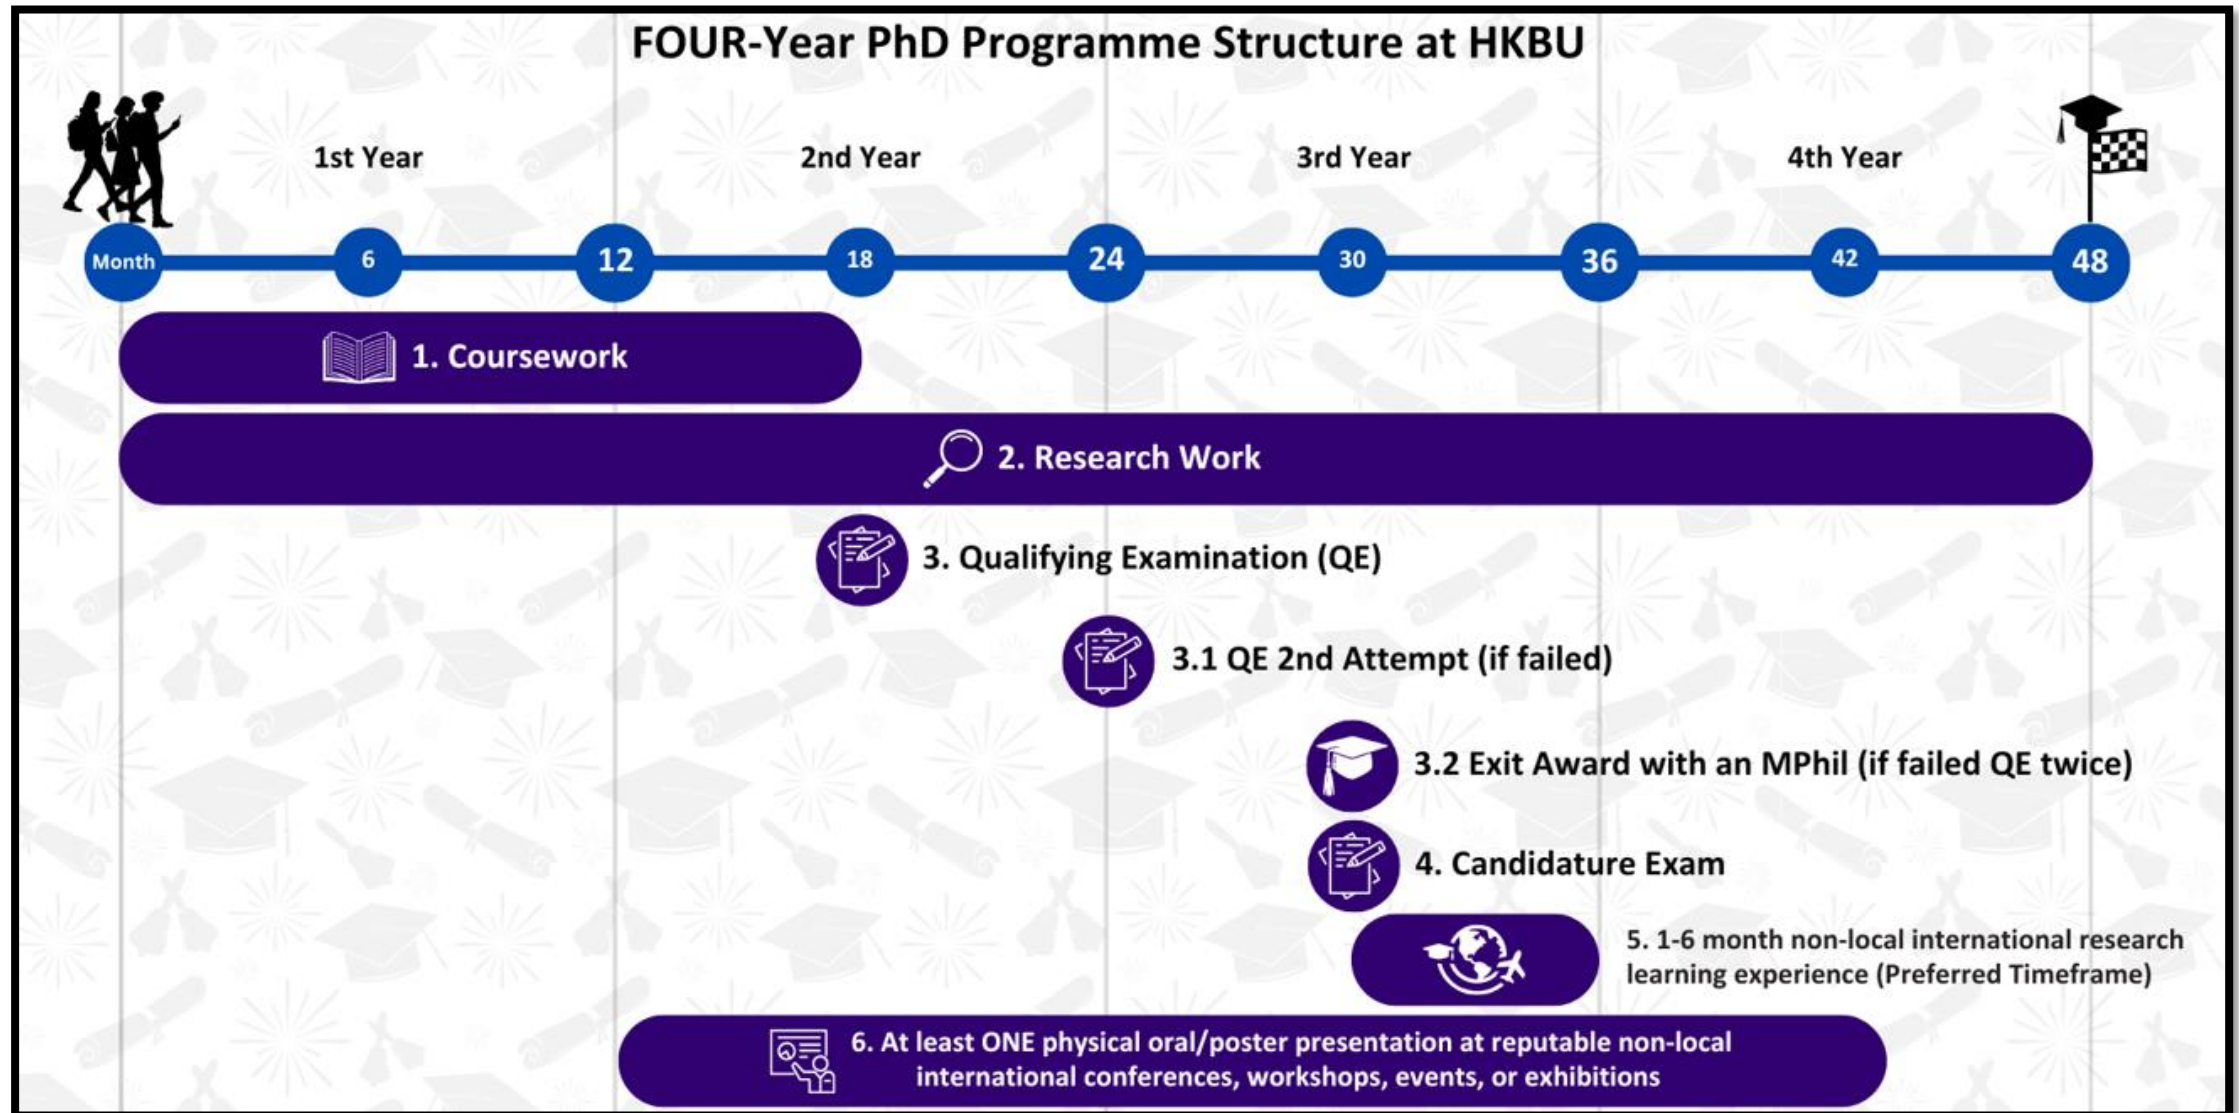 FOUR-Year PhD Programme Structure at HKBU
1st Year
2nd Year
3rd Year
4th Year
Month
6
12
18
24
30
36
42
48
1. Coursework
2. Research Work
3. Qualifying Examination (QE)
3.1 QE 2nd Attempt (if failed)
3.2 Exit Award with an MPhil (if failed QE twice)
4. Candidature Exam
5. 1-6 month non-local international research
learning experience (Preferred Timeframe)
6. At least ONE physical oral/poster presentation at reputable non-local
international conferences, workshops, events, or exhibitions